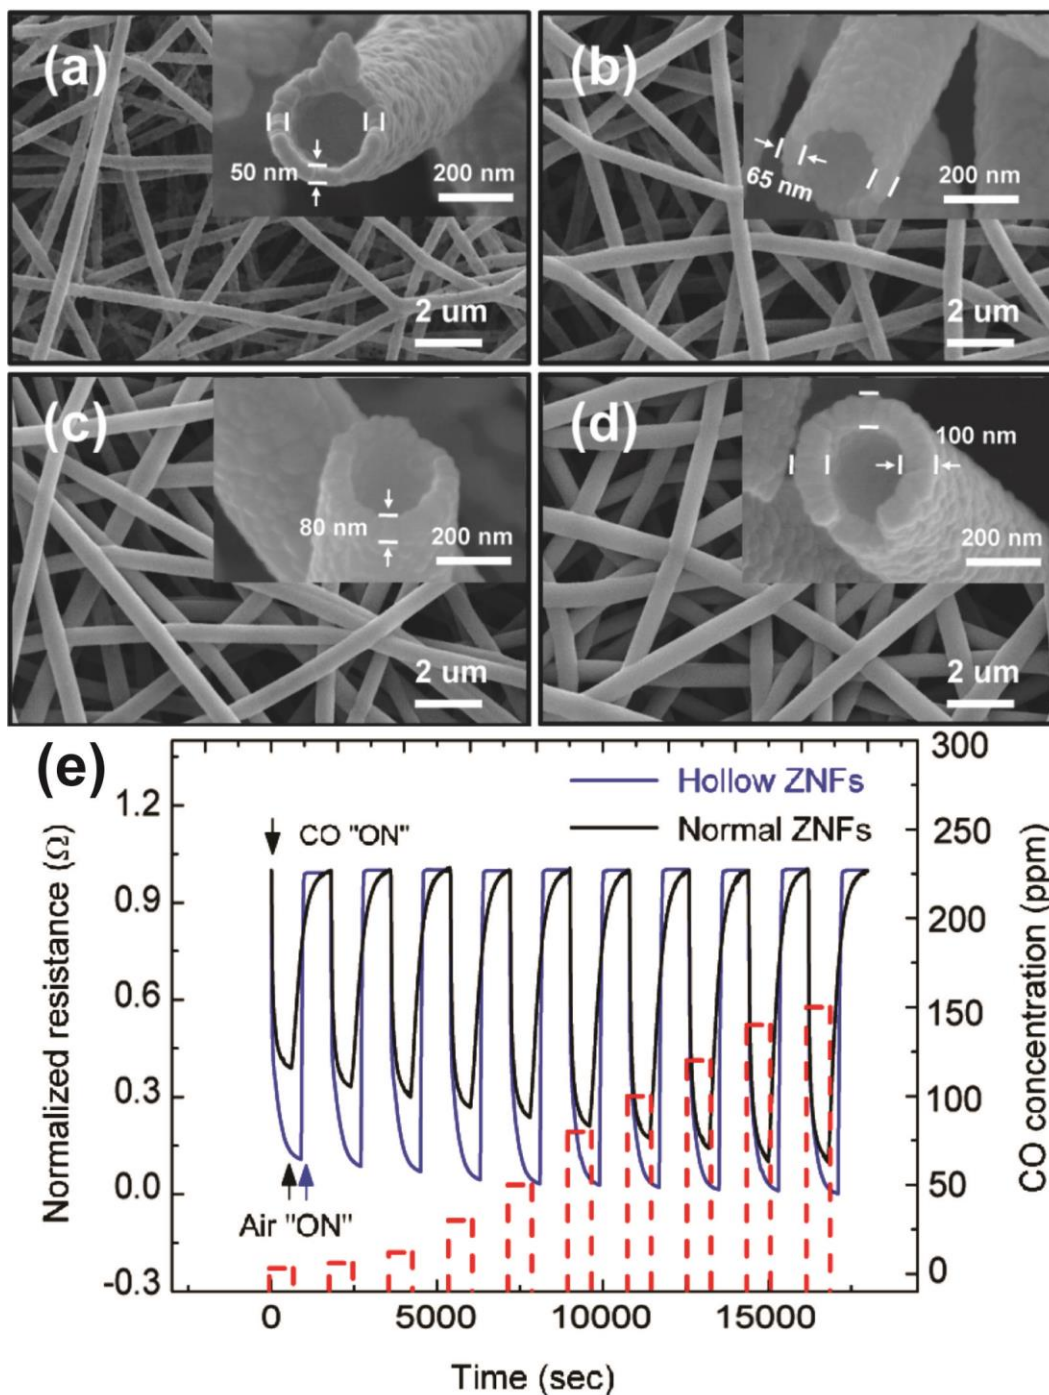 (a)
50 nm
200 nm
2 um
(b)
65 nm
200 nm
2 um
(c)
80 nm
200 nm
2 um
(d)
100 nm
200 nm
2 um
(e)
Hollow ZNFs
Normal ZNFs
CO "ON"
Air "ON"
Normalized resistance (Ω)
1.2
0.9
0.6
0.3
0.0
-0.3
CO concentration (ppm)
300
250
200
150
100
50
0
0
5000
10000
15000
Time (sec)